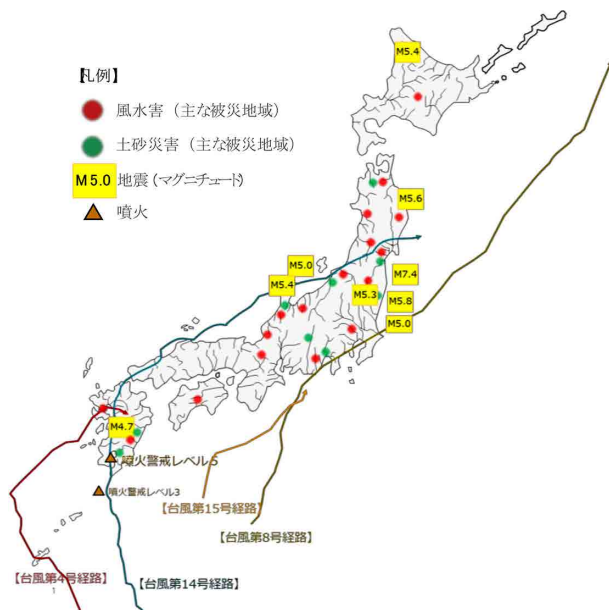 【凡例】
風水害（主な被災地域）
土砂災害（主な被災地域）
M5.0 地震（マグニチュード）
噴火
M5.4
M5.6
M5.0
M5.4
M7.4
M5.3
M5.8
M5.0
M4.7
噴火警戒レベル5
噴火警戒レベル3
【台風第15号経路】
【台風第8号経路】
【台風第4号経路】
【台風第14号経路】
1